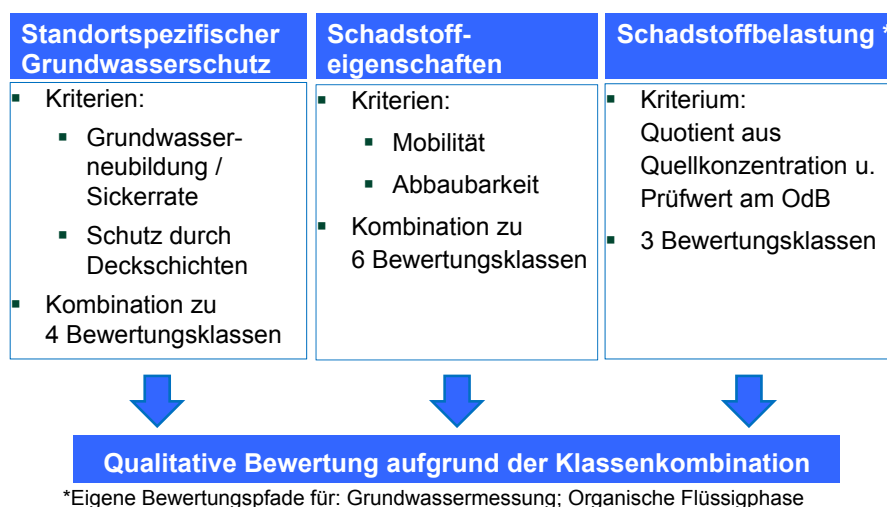 Standortspezifischer
Grundwasserschutz
▪ Kriterien:
▪ Grundwasser-
neubildung /
Sickerrate
▪ Schutz durch
Deckschichten
▪ Kombination zu
4 Bewertungsklassen
Schadstoff-
eigenschaften
▪ Kriterien:
▪ Mobilität
▪ Abbaubarkeit
▪ Kombination zu
6 Bewertungsklassen
Schadstoffbelastung *
▪ Kriterium:
Quotient aus
Quellkonzentration u.
Prüfwert am OdB
▪ 3 Bewertungsklassen
Qualitative Bewertung aufgrund der Klassenkombination
*Eigene Bewertungspfade für: Grundwassermessung; Organische Flüssigphase